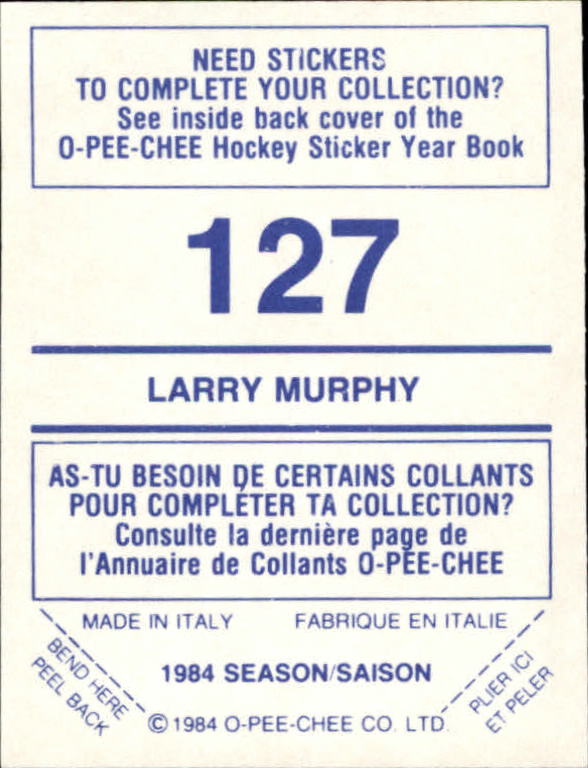 NEED STICKERS
TO COMPLETE YOUR COLLECTION?
See inside back cover of the
O-PEE-CHEE Hockey Sticker Year Book
127
LARRY MURPHY
AS-TU BESOIN DE CERTAINS COLLANTS
POUR COMPLÉTER TA COLLECTION?
Consulte la dernière page de
l'Annuaire de Collants O-PEE-CHEE
MADE IN ITALY FABRIQUE EN ITALIE
BEND HERE
PEEL BACK
1984 SEASON/SAISON
PLIER ICI
ET PELER
© 1984 O-PEE-CHEE CO. LTD.